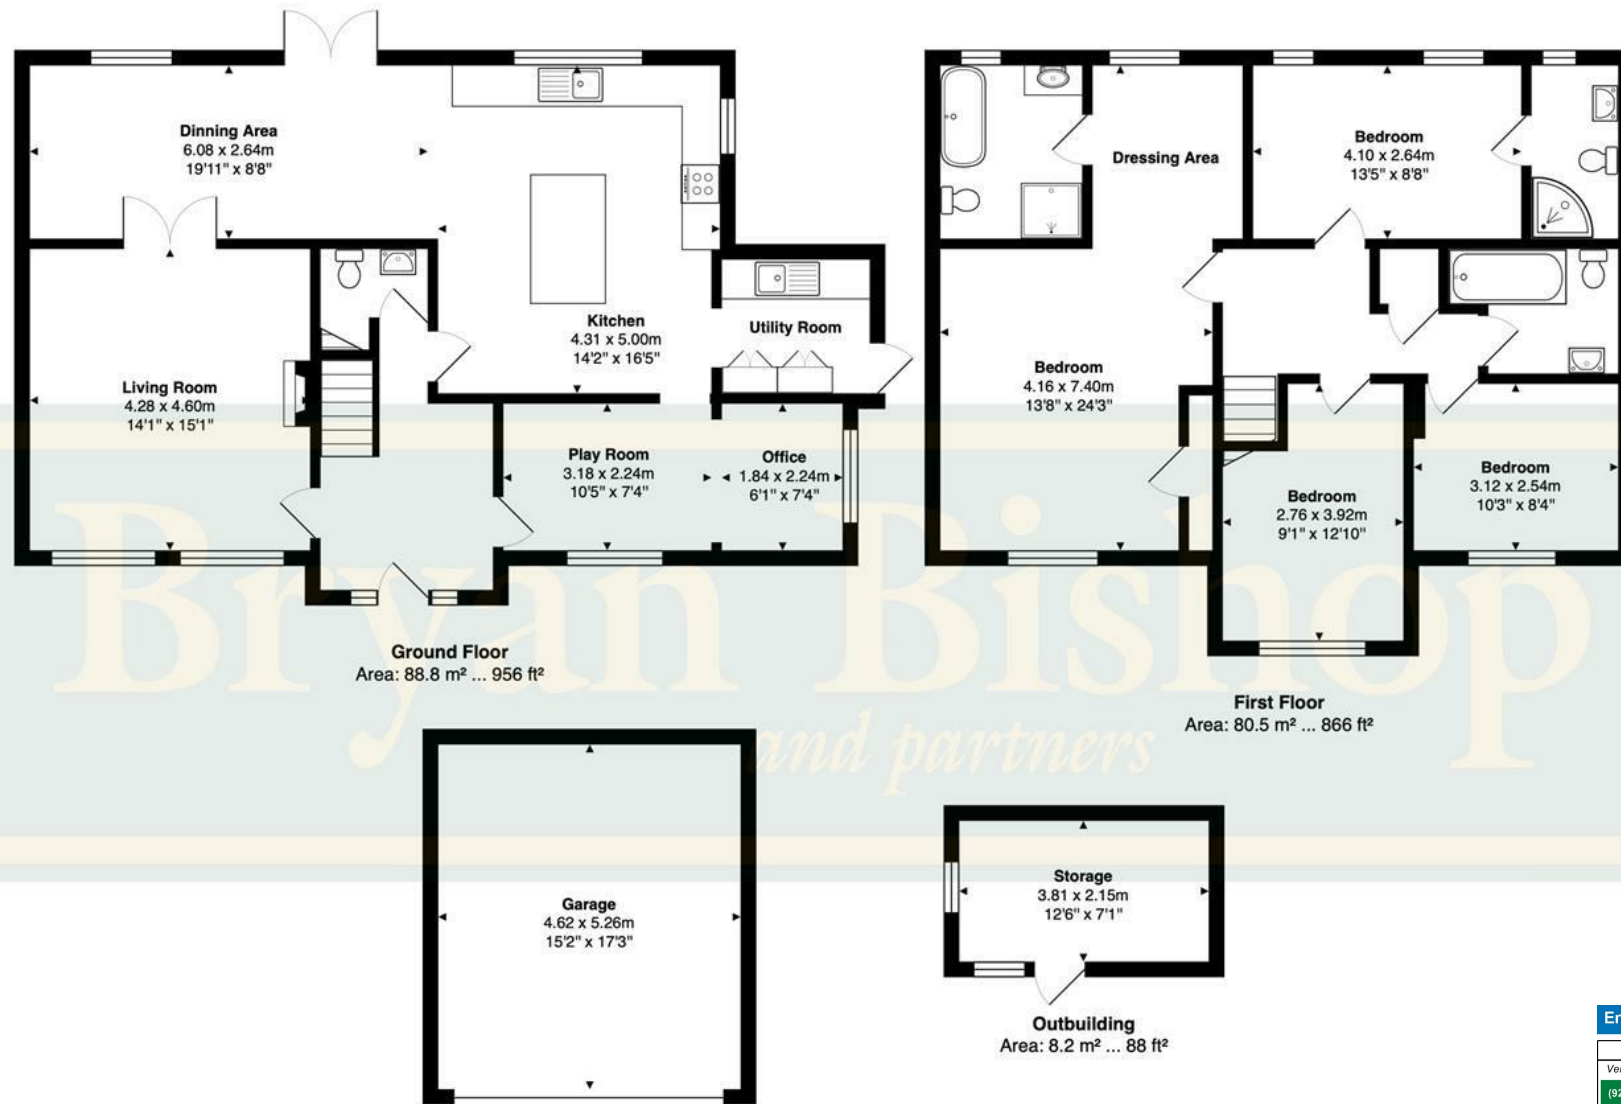 Dinning Area
6.08 x 2.64m
19'11" x 8'8"
Kitchen
4.31 x 5.00m
14'2" x 16'5"
Utility Room
Living Room
4.28 x 4.60m
14'1" x 15'1"
Play Room
3.18 x 2.24m
10'5" x 7'4"
Office
1.84 x 2.24m
6'1" x 7'4"
Ground Floor
Area: 88.8 m² ... 956 ft²
Dressing Area
Bedroom
4.10 x 2.64m
13'5" x 8'8"
Bedroom
4.16 x 7.40m
13'8" x 24'3"
Bedroom
2.76 x 3.92m
9'1" x 12'10"
Bedroom
3.12 x 2.54m
10'3" x 8'4"
First Floor
Area: 80.5 m² ... 866 ft²
Bryan Bishop
and partners
Garage
4.62 x 5.26m
15'2" x 17'3"
Storage
3.81 x 2.15m
12'6" x 7'1"
Outbuilding
Area: 8.2 m² ... 88 ft²